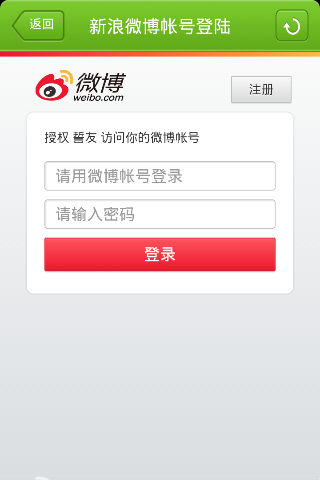 返回
新浪微博帐号登陆
微博
weibo.com
注册
授权 誓友 访问你的微博帐号
请用微博帐号登录
请输入密码
登录